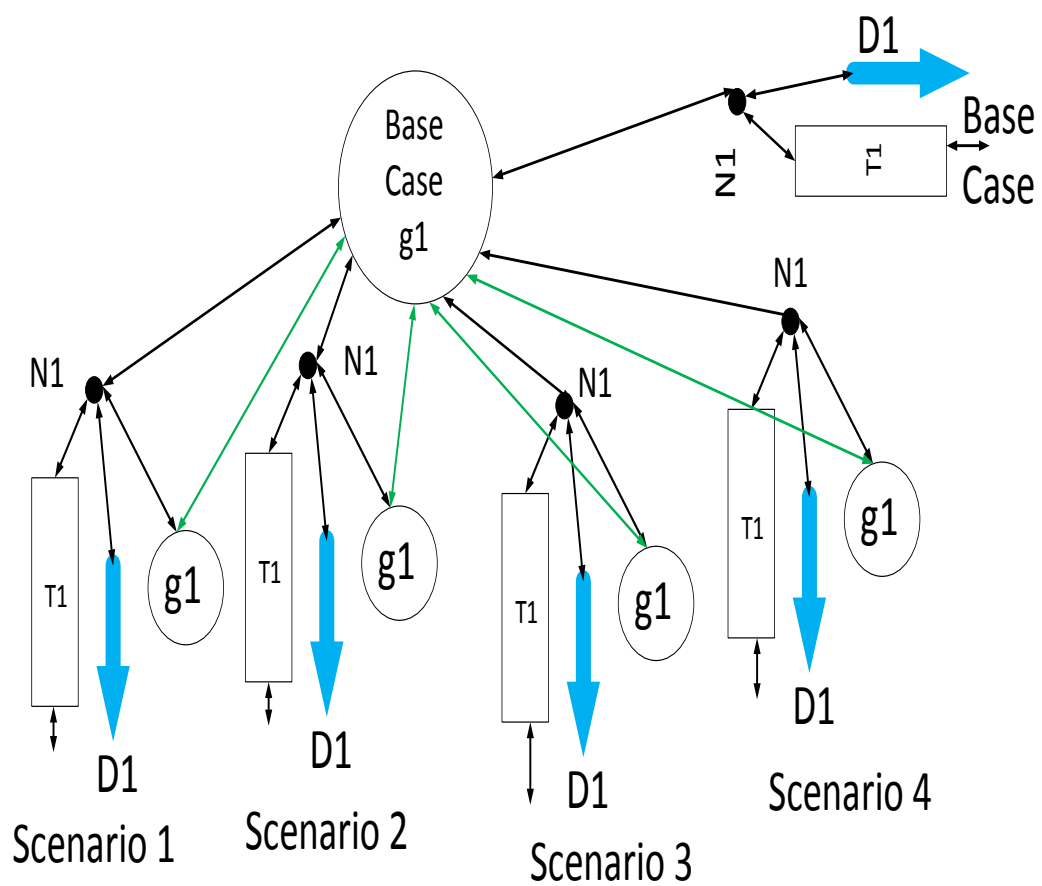 D1
Base
Case
g1
N1
T1
Base
Case
N1
N1
T1
g1
D1
Scenario 1
N1
T1
g1
D1
Scenario 2
N1
T1
g1
D1
Scenario 3
T1
g1
D1
Scenario 4